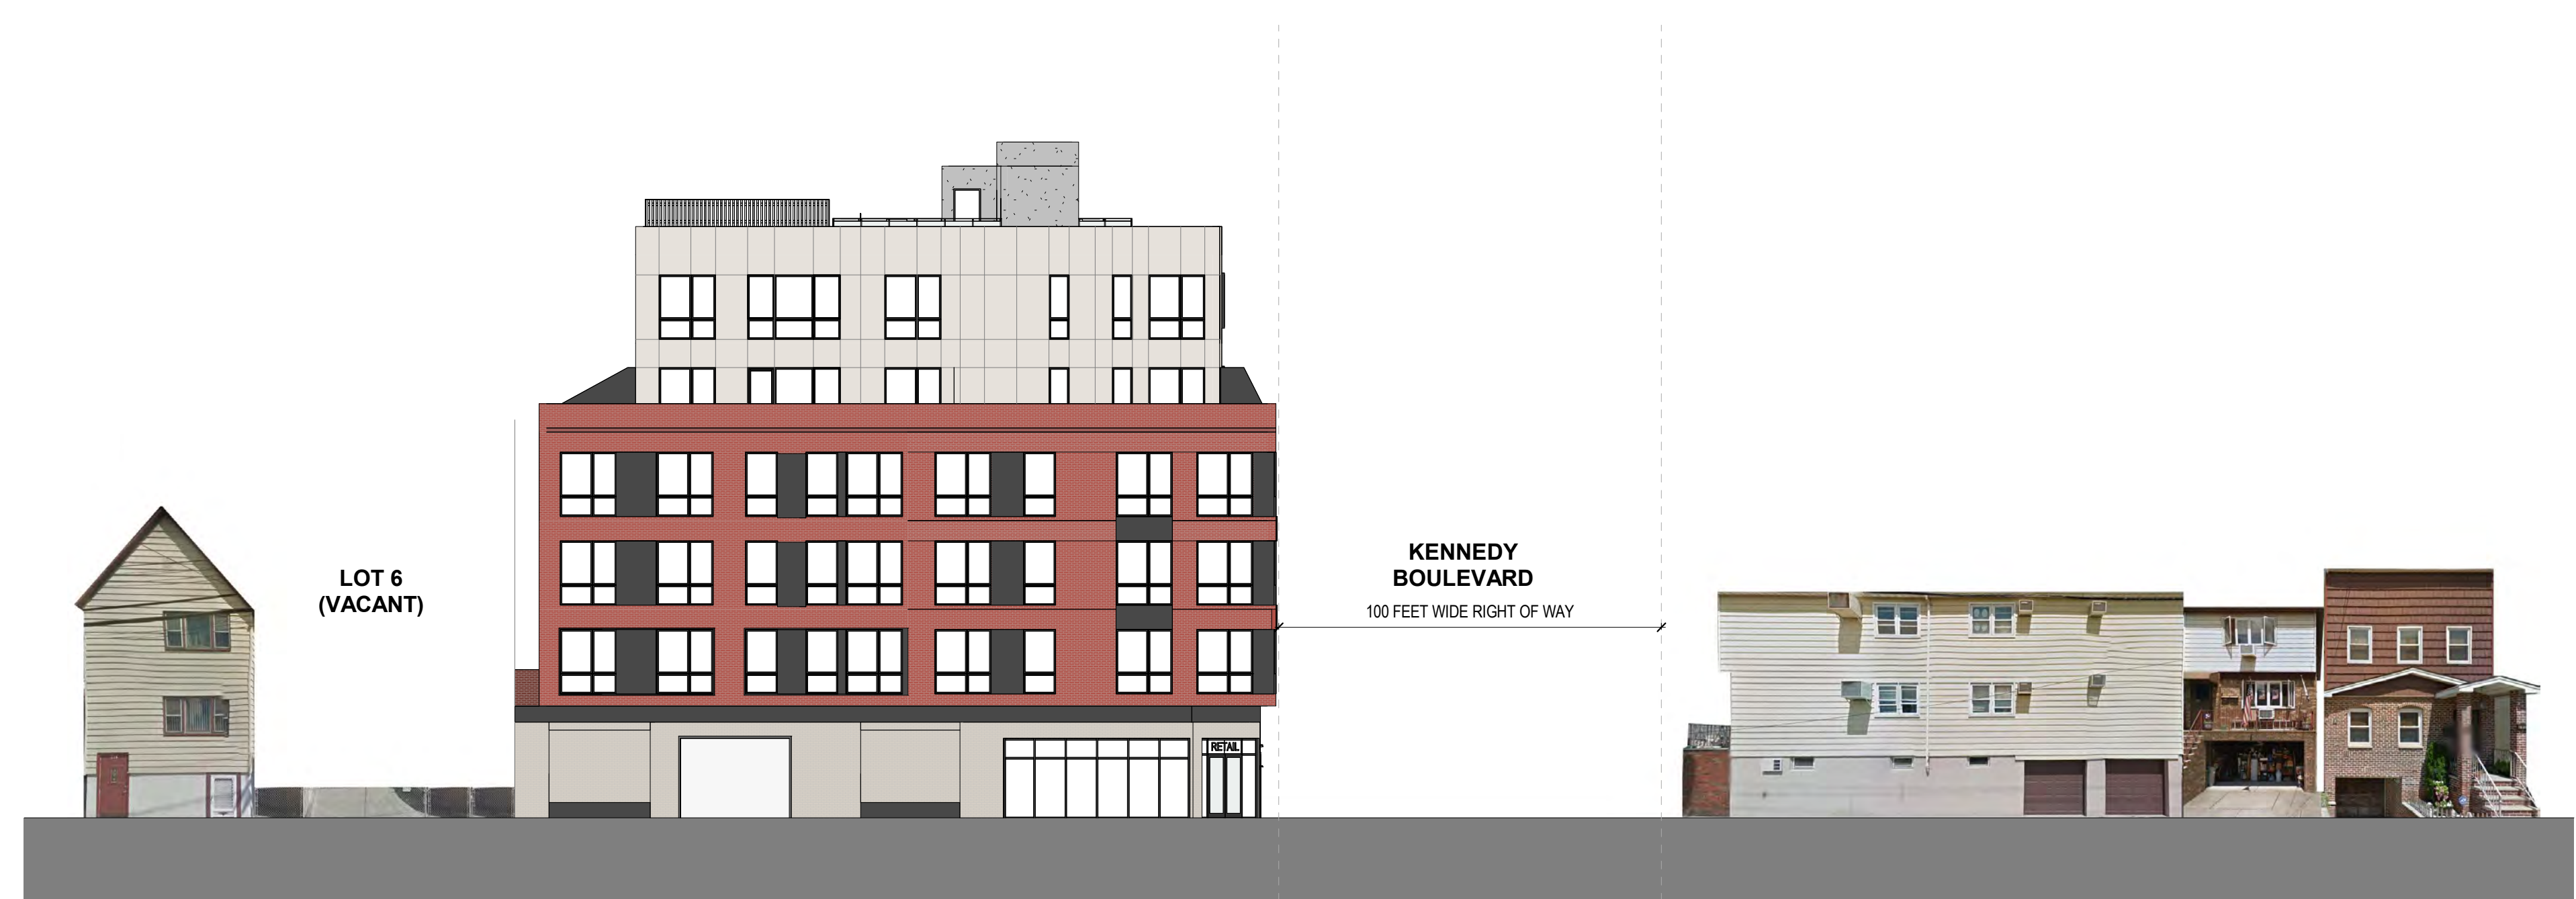 LOT 6
(VACANT)
KENNEDY
BOULEVARD
100 FEET WIDE RIGHT OF WAY
RETAIL